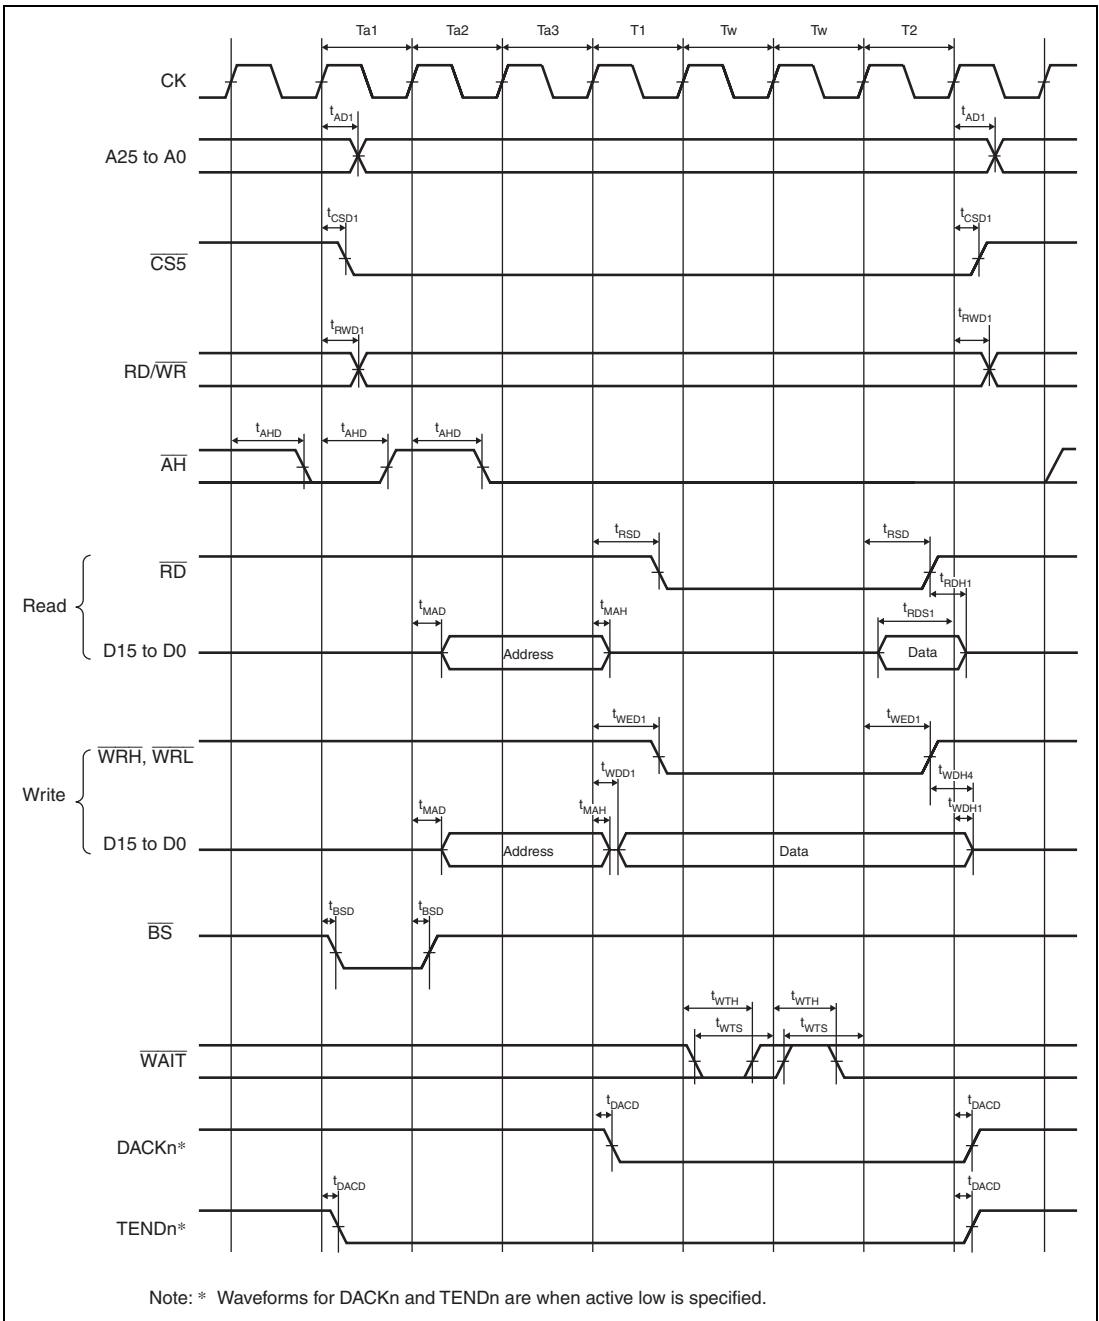 Ta1 Ta2 Ta3 T1 Tw Tw T2
CK
tAD1 tAD1
A25 to A0
tCSD1 tCSD1
CS5
tRWD1 tRWD1
RD/WR
tAHD tAHD tAHD
AH
tRSD tRSD
RD
tRDH1
Read
tMAD tMAH tRDS1
D15 to D0 Address Data
tWED1 tWED1
WRH, WRL
tWDD1 tWDH4
Write
tMAD tMAH tWDH1
D15 to D0 Address Data
tBSD tBSD
BS
tWTH tWTH
tWTS tWTS
WAIT
tDACD tDACD
DACKn*
tDACD tDACD
TENDn*
Note: * Waveforms for DACKn and TENDn are when active low is specified.